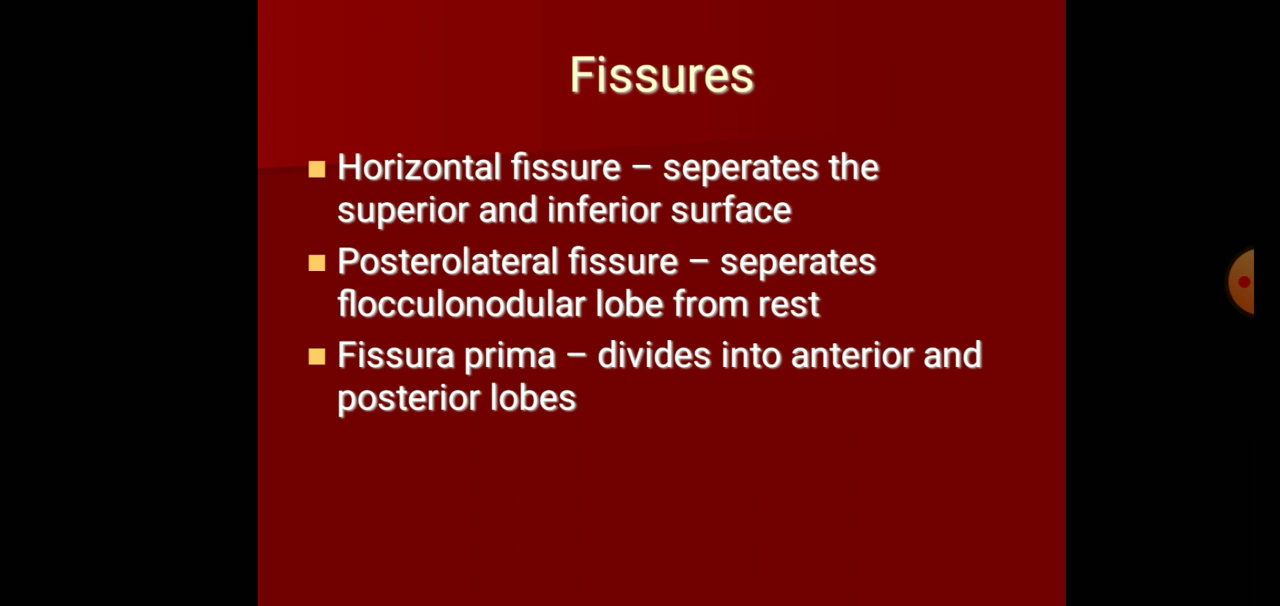 Fissures
■ Horizontal fissure – seperates the
superior and inferior surface
■ Posterolateral fissure – seperates
flocculonodular lobe from rest
■ Fissura prima – divides into anterior and
posterior lobes